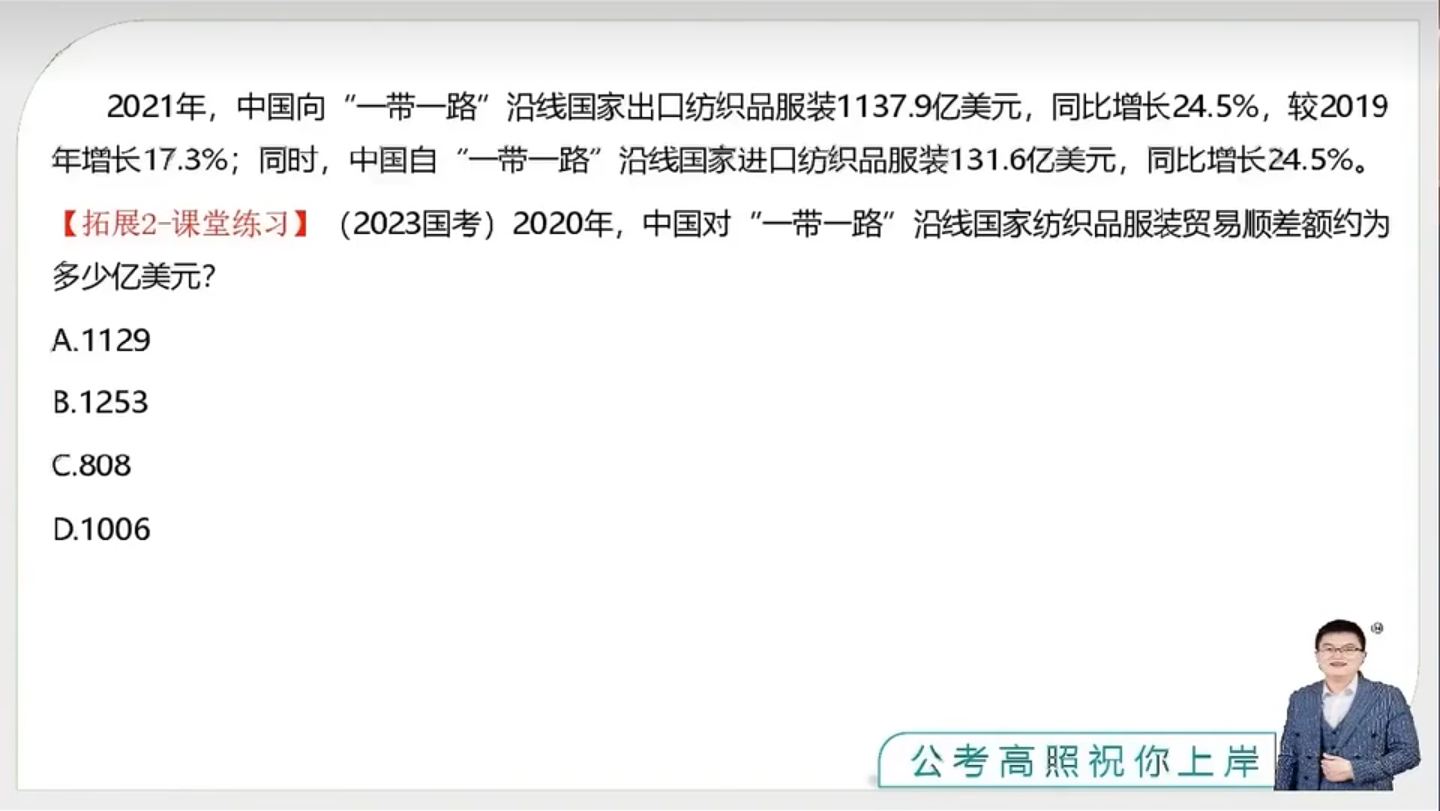 2021年，中国向“一带一路”沿线国家出口纺织品服装1137.9亿美元，同比增长24.5%，较2019
年增长17.3%；同时，中国自“一带一路”沿线国家进口纺织品服装131.6亿美元，同比增长24.5%。
【拓展2-课堂练习】（2023国考）2020年，中国对“一带一路”沿线国家纺织品服装贸易顺差额约为
多少亿美元？
A.1129
B.1253
C.808
D.1006
公考高照祝你上岸